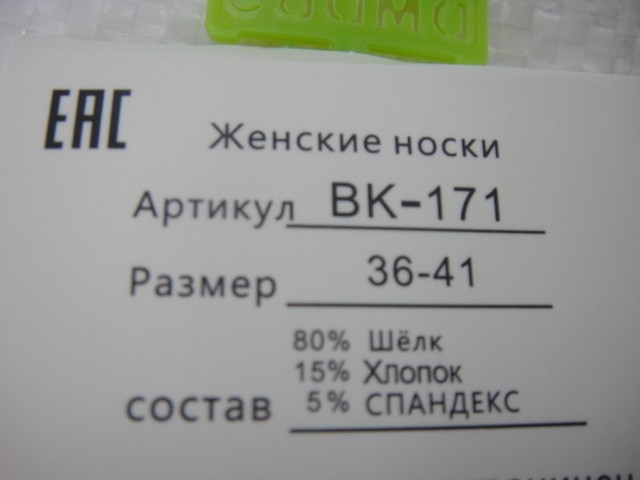 EAC
Женские носки
Артикул BK-171
Размер 36-41
80% Шёлк
15% Хлопок
состав 5% СПАНДЕКС